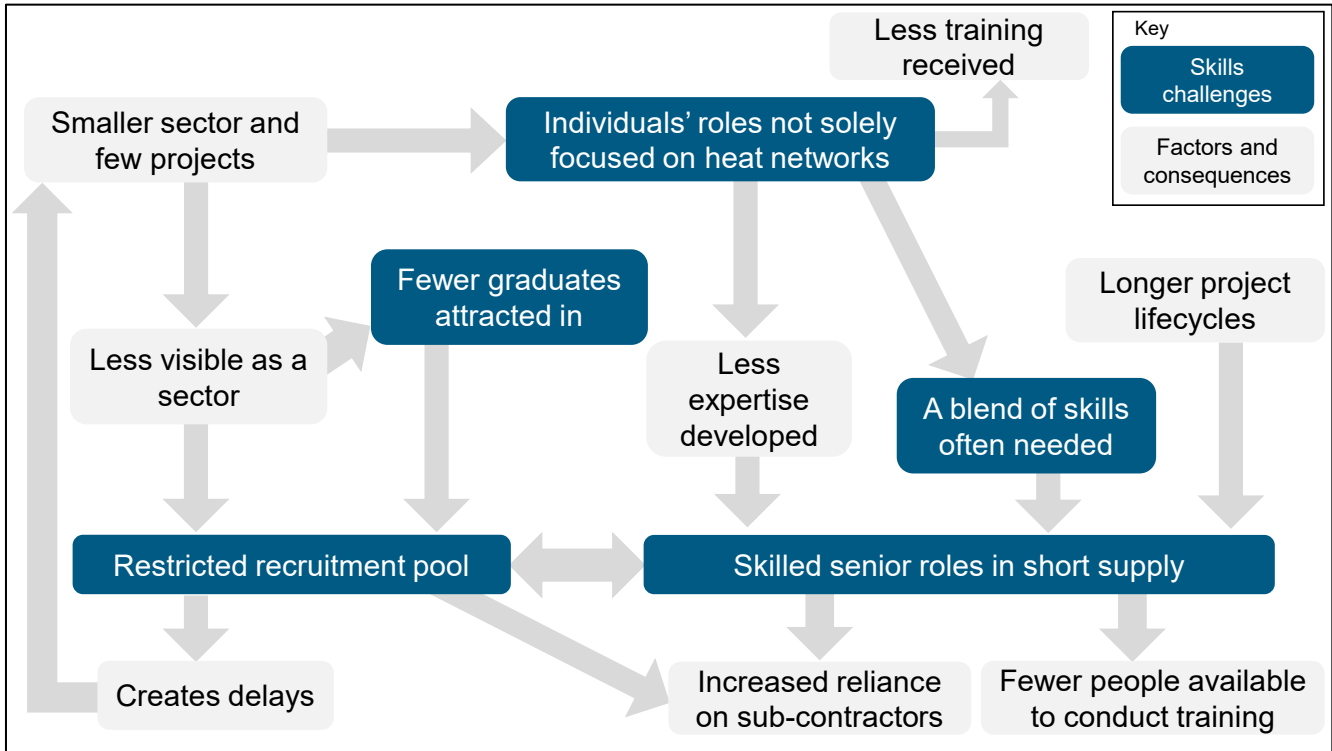 Less training
received
Key
Skills
challenges
Factors and
consequences
Smaller sector and
few projects
Individuals’ roles not solely
focused on heat networks
Fewer graduates
attracted in
Longer project
lifecycles
Less visible as a
sector
Less
expertise
developed
A blend of skills
often needed
Restricted recruitment pool
Skilled senior roles in short supply
Creates delays
Increased reliance
on sub-contractors
Fewer people available
to conduct training